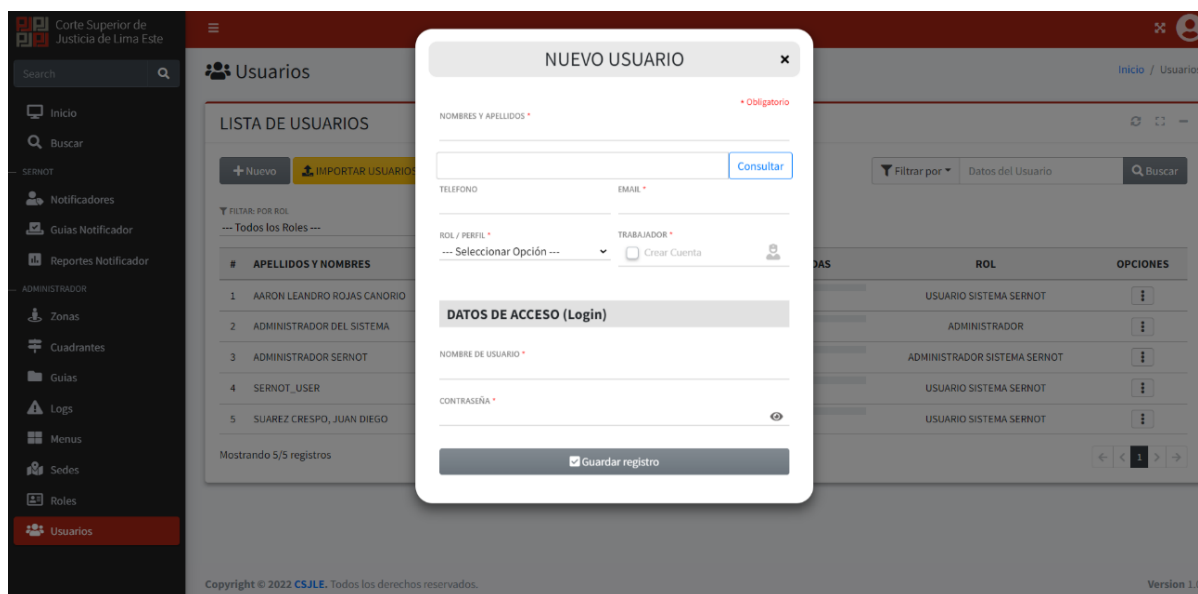 Corte Superior de
Justicia de Lima Este
Search
Inicio
Buscar
SERNOT
Notificadores
Guias Notificador
Reportes Notificador
ADMINISTRADOR
Zonas
Cuadrantes
Guias
Logs
Menus
Sedes
Roles
Usuarios
Usuarios
Inicio / Usuarios
LISTA DE USUARIOS
Nuevo
IMPORTAR USUARIOS
Filtrar por
Datos del Usuario
Buscar
FILTAR: POR ROL
--- Todos los Roles ---
# APELLIDOS Y NOMBRES ROL OPCIONES
1 AARON LEANDRO ROJAS CANORIO USUARIO SISTEMA SERNOT
2 ADMINISTRADOR DEL SISTEMA ADMINISTRADOR
3 ADMINISTRADOR SERNOT ADMINISTRADOR SISTEMA SERNOT
4 SERNOT_USER USUARIO SISTEMA SERNOT
5 SUAREZ CRESPO, JUAN DIEGO USUARIO SISTEMA SERNOT
Mostrando 5/5 registros
1
NUEVO USUARIO ×
* Obligatorio
NOMBRES Y APELLIDOS *
Consultar
TELEFONO EMAIL *
ROL / PERFIL * TRABAJADOR *
--- Seleccionar Opción --- Crear Cuenta
DATOS DE ACCESO (Login)
NOMBRE DE USUARIO *
CONTRASEÑA *
Guardar registro
Copyright © 2022 CSJLE. Todos los derechos reservados.
Version